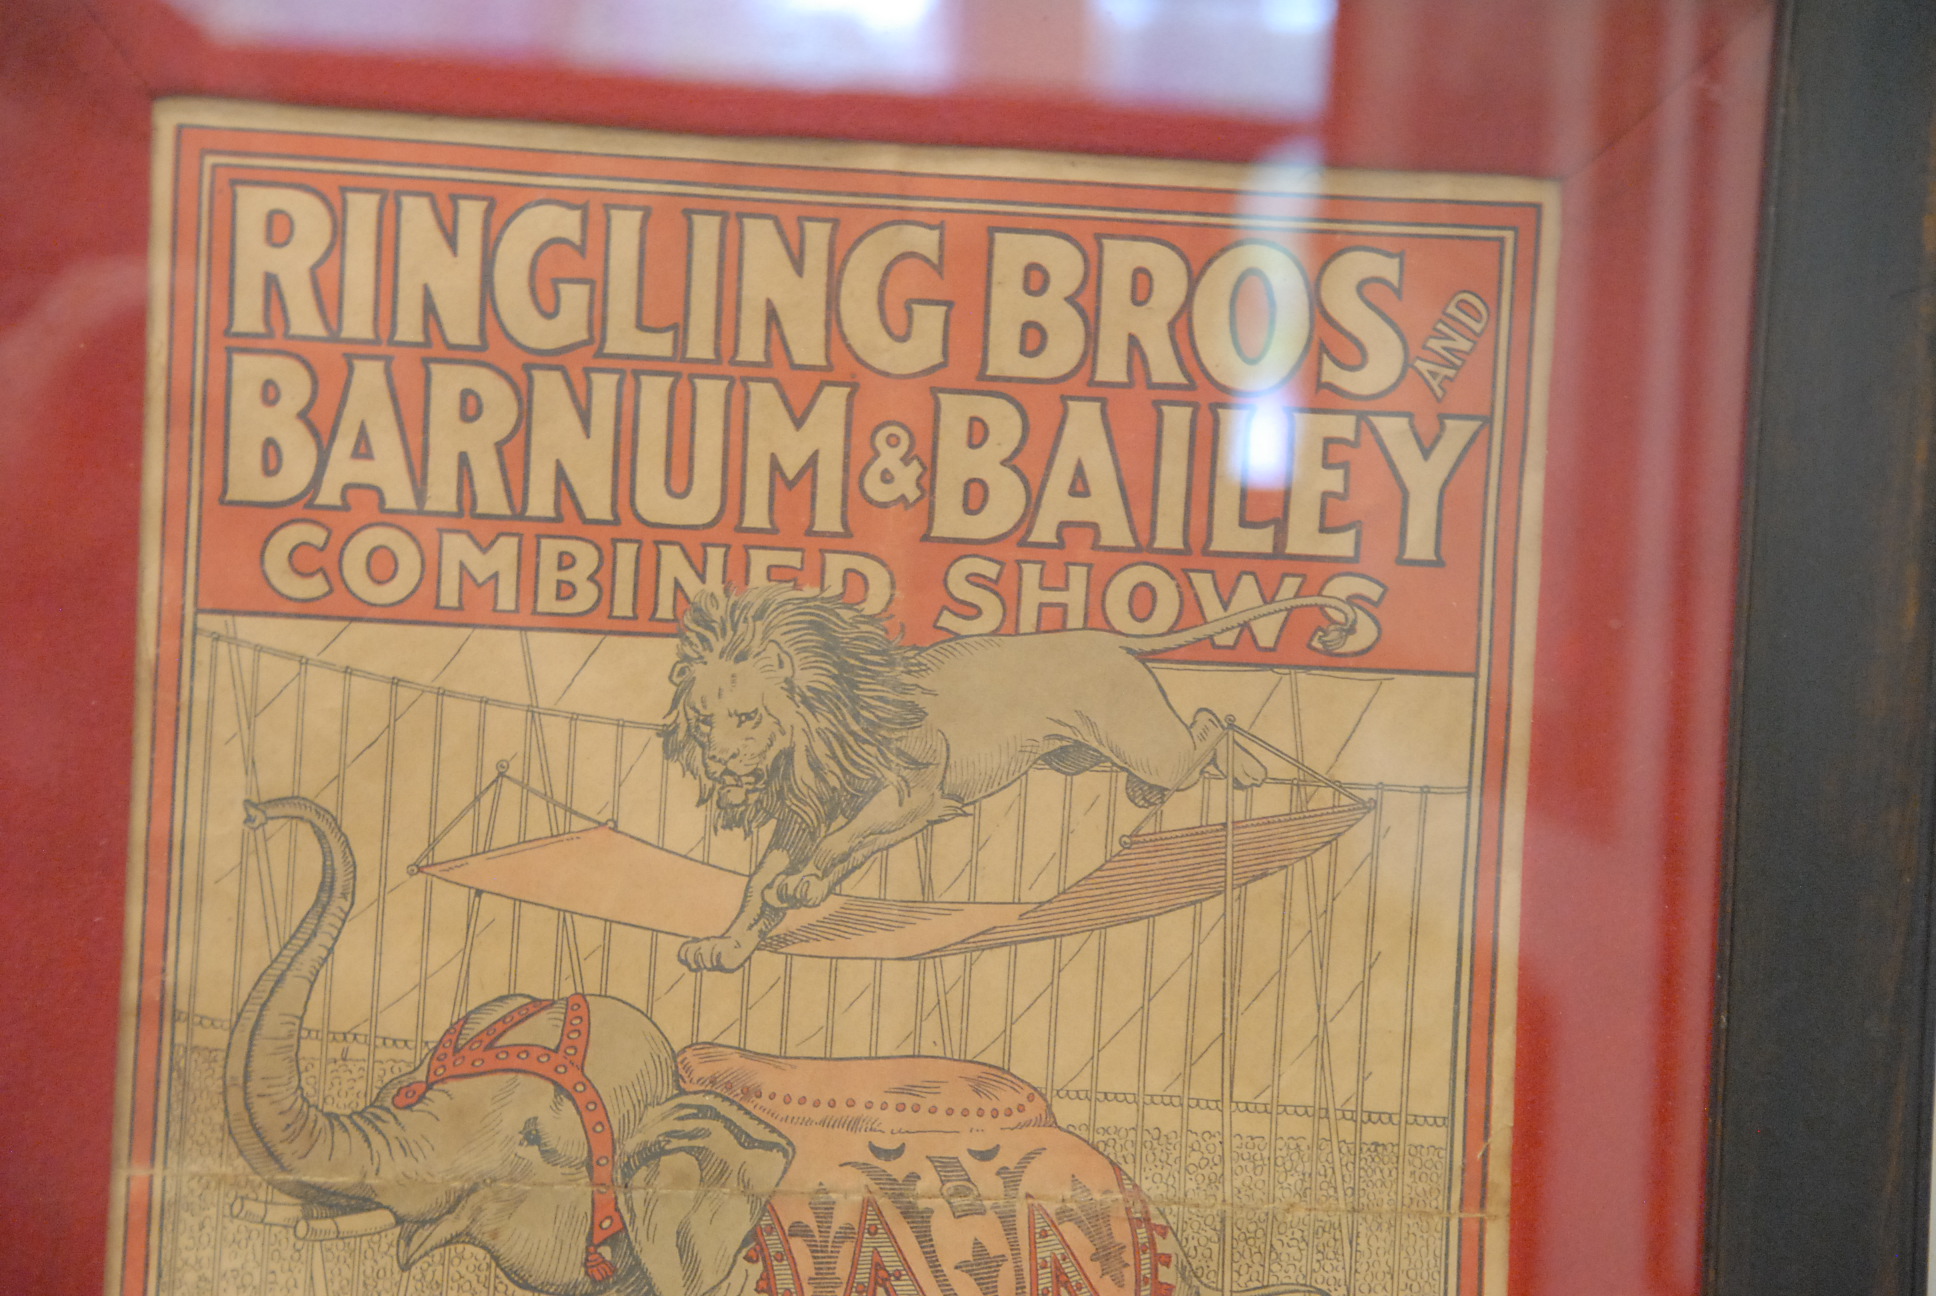 RINGLING BROS AND
BARNUM & BAILEY
COMBINED SHOWS